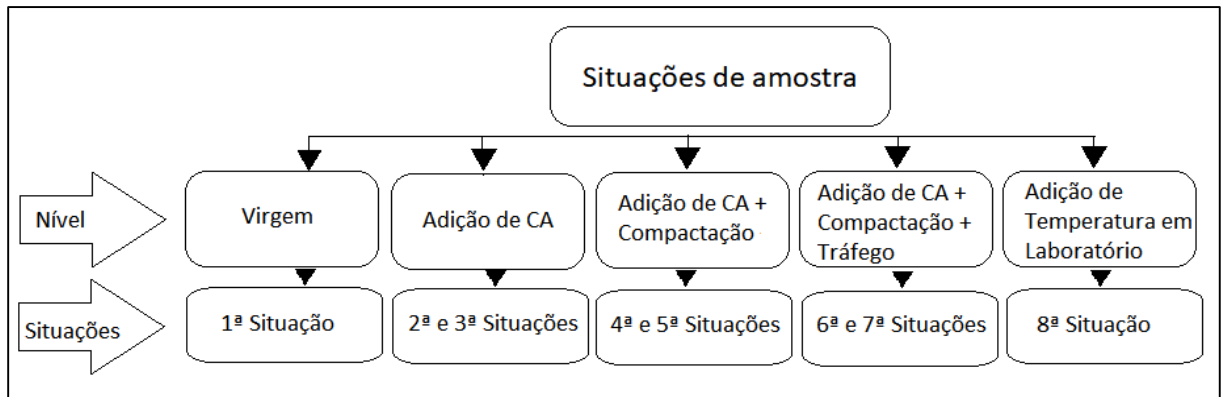 Situações de amostra
Nível
Virgem
Adição de CA
Adição de CA +
Compactação
Adição de CA +
Compactação +
Tráfego
Adição de
Temperatura em
Laboratório
Situações
1ª Situação
2ª e 3ª Situações
4ª e 5ª Situações
6ª e 7ª Situações
8ª Situação